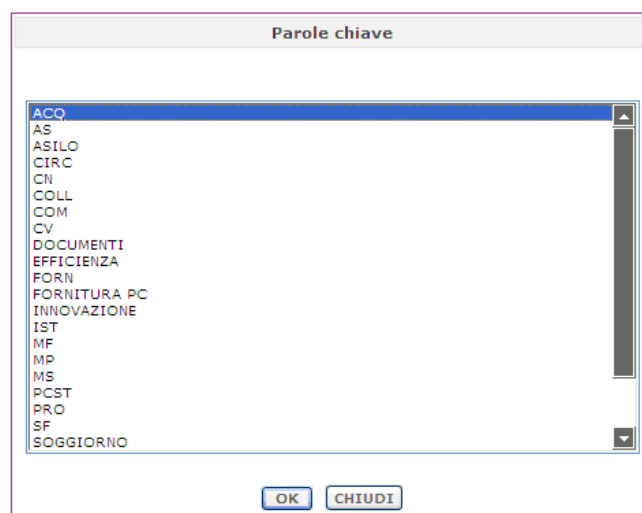 Parole chiave
ACQ
AS
ASILO
CIRC
CN
COLL
COM
CV
DOCUMENTI
EFFICIENZA
FORN
FORNITURA PC
INNOVAZIONE
IST
MF
MP
MS
PCST
PRO
SF
SOGGIORNO
OK CHIUDI